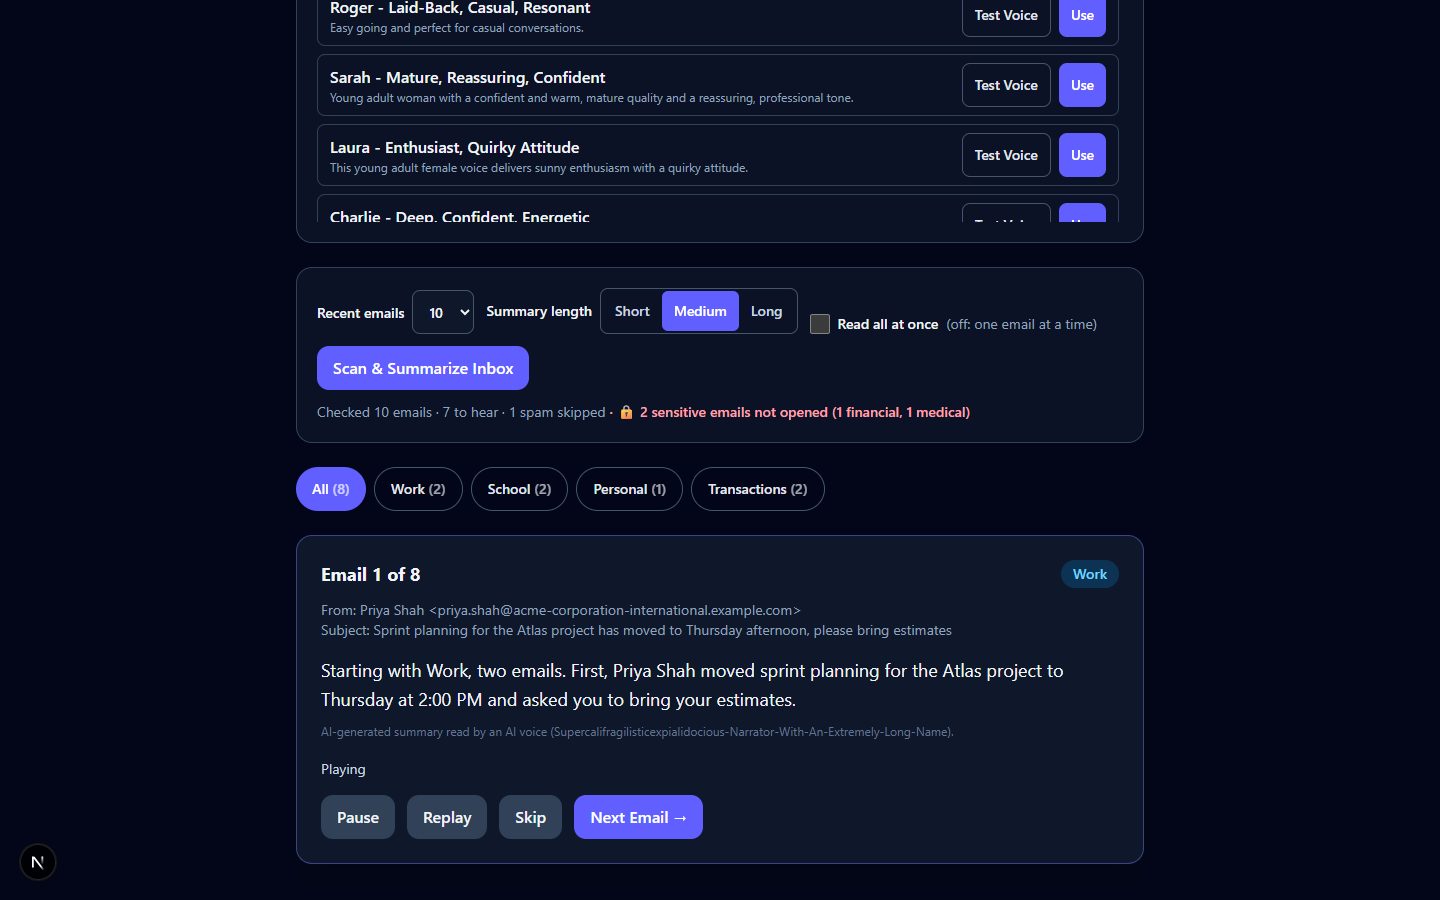 Roger - Laid-Back, Casual, Resonant
Easy going and perfect for casual conversations.
Test Voice
Use
Sarah - Mature, Reassuring, Confident
Young adult woman with a confident and warm, mature quality and a reassuring, professional tone.
Test Voice
Use
Laura - Enthusiast, Quirky Attitude
This young adult female voice delivers sunny enthusiasm with a quirky attitude.
Test Voice
Use
Charlie - Deep, Confident, Energetic
Test Voice
Use
Recent emails 10 Summary length Short Medium Long Read all at once (off: one email at a time)
Scan & Summarize Inbox
Checked 10 emails · 7 to hear · 1 spam skipped · 🔒 2 sensitive emails not opened (1 financial, 1 medical)
All (8) Work (2) School (2) Personal (1) Transactions (2)
Email 1 of 8
Work
From: Priya Shah <priya.shah@acme-corporation-international.example.com>
Subject: Sprint planning for the Atlas project has moved to Thursday afternoon, please bring estimates
Starting with Work, two emails. First, Priya Shah moved sprint planning for the Atlas project to
Thursday at 2:00 PM and asked you to bring your estimates.
AI-generated summary read by an AI voice (Supercalifragilisticexpialidocious-Narrator-With-An-Extremely-Long-Name).
Playing
Pause Replay Skip Next Email →
N